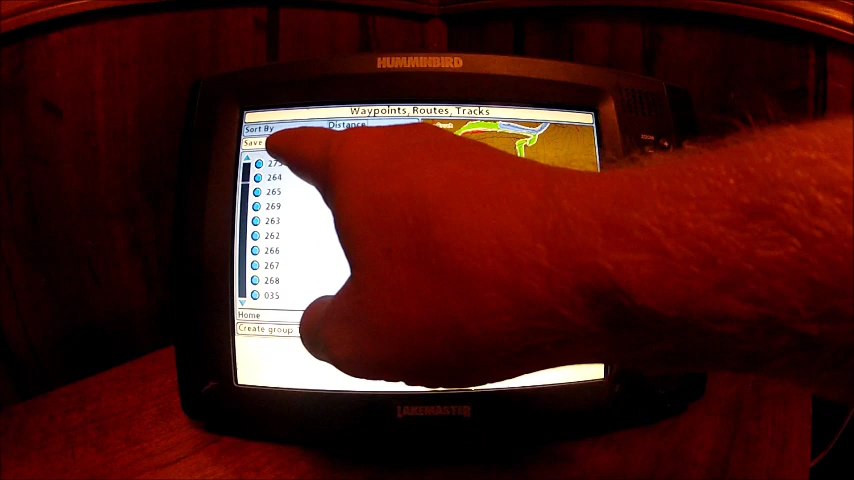 HUMMINBIRD
Waypoints, Routes, Tracks
Sort By Distance
Save
275
264
265
269
263
262
266
267
268
035
Home
Create group
LAKEMASTER